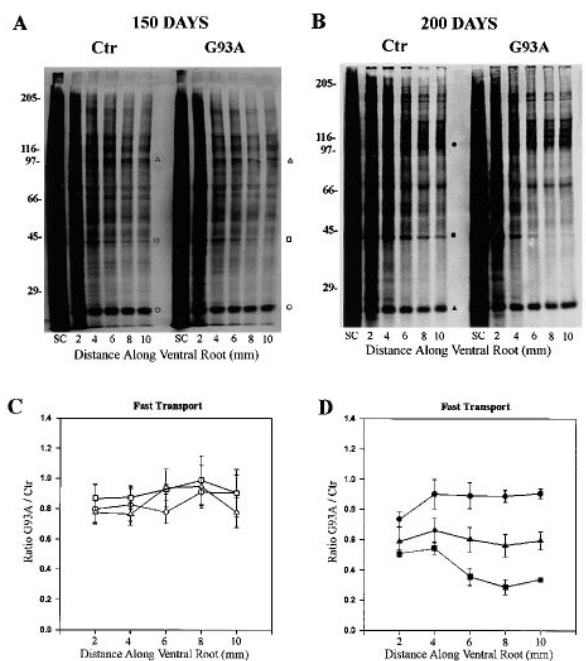 A 150 DAYS B 200 DAYS
Ctr G93A Ctr G93A
205-
116-
97-
66-
45-
29-
SC 2 4 6 8 10 SC 2 4 6 8 10
Distance Along Ventral Root (mm)
205-
116-
97-
66-
45-
29-
SC 2 4 6 8 10 SC 2 4 6 8 10
Distance Along Ventral Root (mm)
C Fast Transport
Ratio G93A / Ctr
1.4
1.2
1.0
0.8
0.6
0.4
0.2
0.0
2 4 6 8 10
Distance Along Ventral Root (mm)
D Fast Transport
Ratio G93A / Ctr
1.4
1.2
1.0
0.8
0.6
0.4
0.2
0.0
2 4 6 8 10
Distance Along Ventral Root (mm)